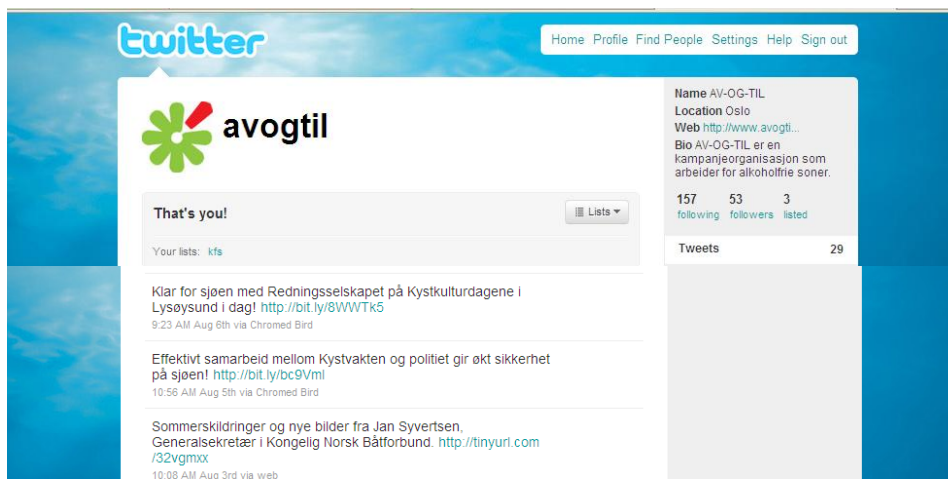 twitter
Home Profile Find People Settings Help Sign out
avogtil
Name AV-OG-TIL
Location Oslo
Web http://www.avogti...
Bio AV-OG-TIL er en
kampanjeorganisasjon som
arbeider for alkoholfrie soner.
157 53 3
following followers listed
Tweets 29
That's you!
Lists
Your lists: kfs
Klar for sjøen med Redningsselskapet på Kystkulturdagene i
Lysøysund i dag! http://bit.ly/8WWTk5
9:23 AM Aug 6th via Chromed Bird
Effektivt samarbeid mellom Kystvakten og politiet gir økt sikkerhet
på sjøen! http://bit.ly/bc9Vml
10:56 AM Aug 5th via Chromed Bird
Sommerskildringer og nye bilder fra Jan Syvertsen,
Generalsekretær i Kongelig Norsk Båtforbund. http://tinyurl.com
/32vgmxx
10:08 AM Aug 3rd via web